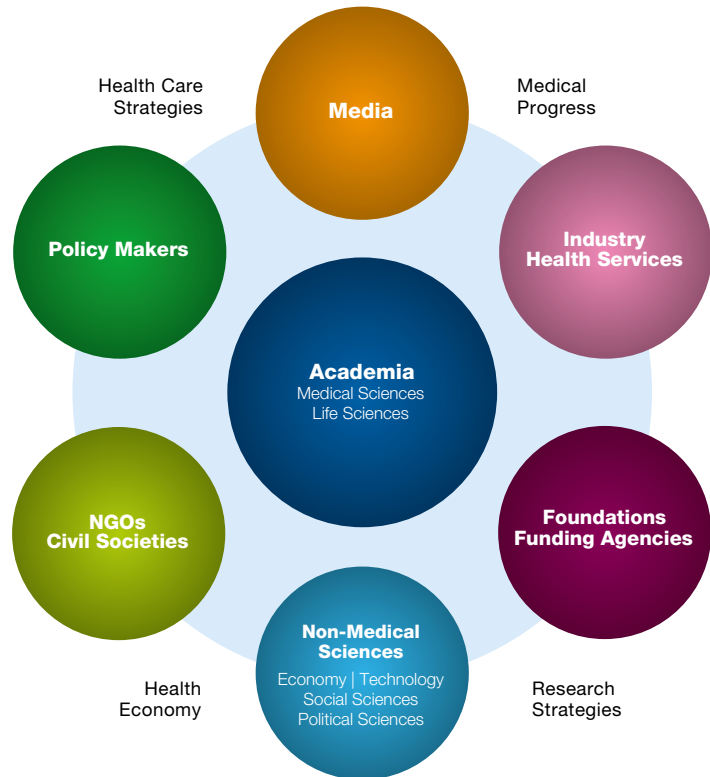 Health Care
Strategies
Media
Medical
Progress
Policy Makers
Industry
Health Services
Academia
Medical Sciences
Life Sciences
NGOs
Civil Societies
Foundations
Funding Agencies
Non-Medical
Sciences
Economy | Technology
Social Sciences
Political Sciences
Health
Economy
Research
Strategies